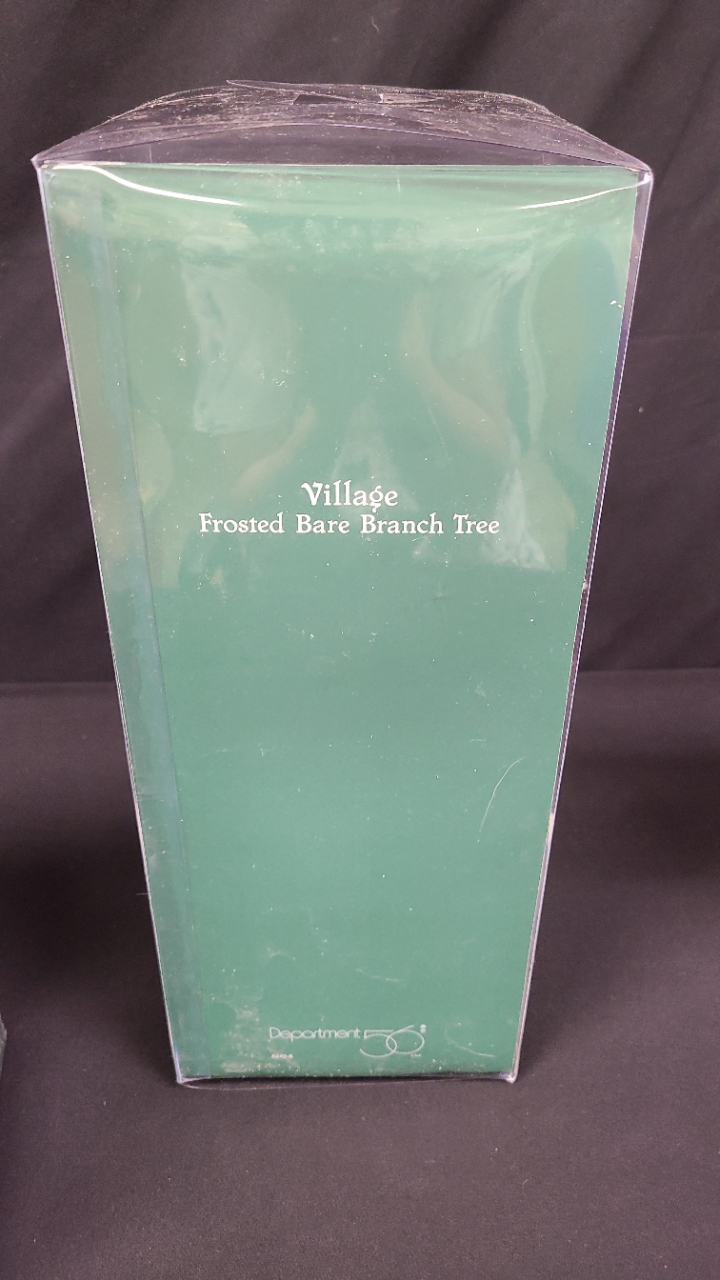 Village
Frosted Bare Branch Tree
Department 56